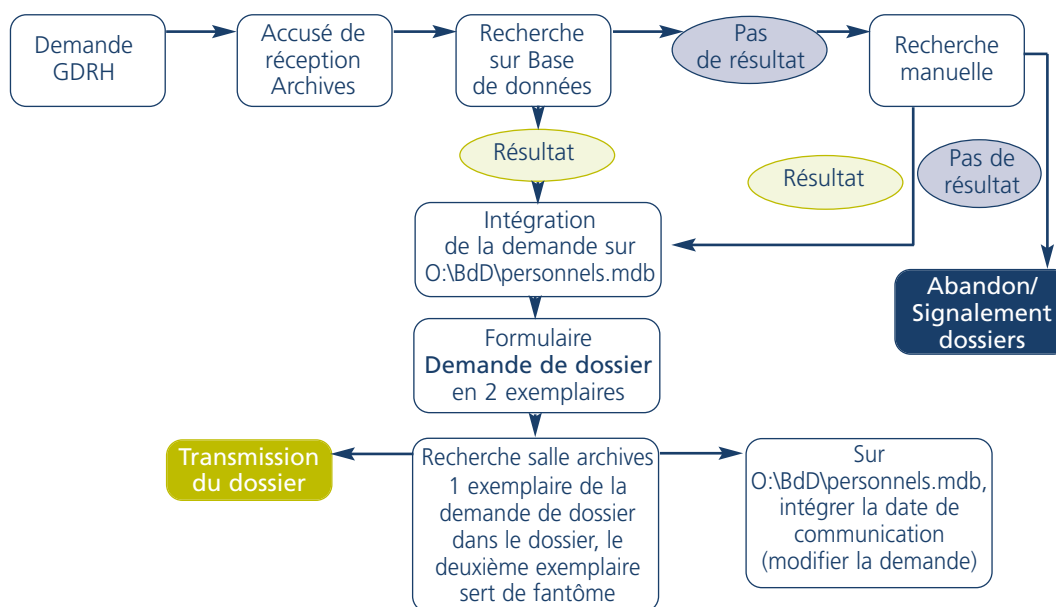 Demande
GDRH
Accusé de
réception
Archives
Recherche
sur Base
de données
Pas
de résultat
Recherche
manuelle
Résultat
Résultat
Pas de
résultat
Intégration
de la demande sur
O:\BdD\personnels.mdb
Abandon/
Signalement
dossiers
Formulaire
Demande de dossier
en 2 exemplaires
Transmission
du dossier
Recherche salle archives
1 exemplaire de la
demande de dossier
dans le dossier, le
deuxième exemplaire
sert de fantôme
Sur
O:\BdD\personnels.mdb,
intégrer la date de
communication
(modifier la demande)